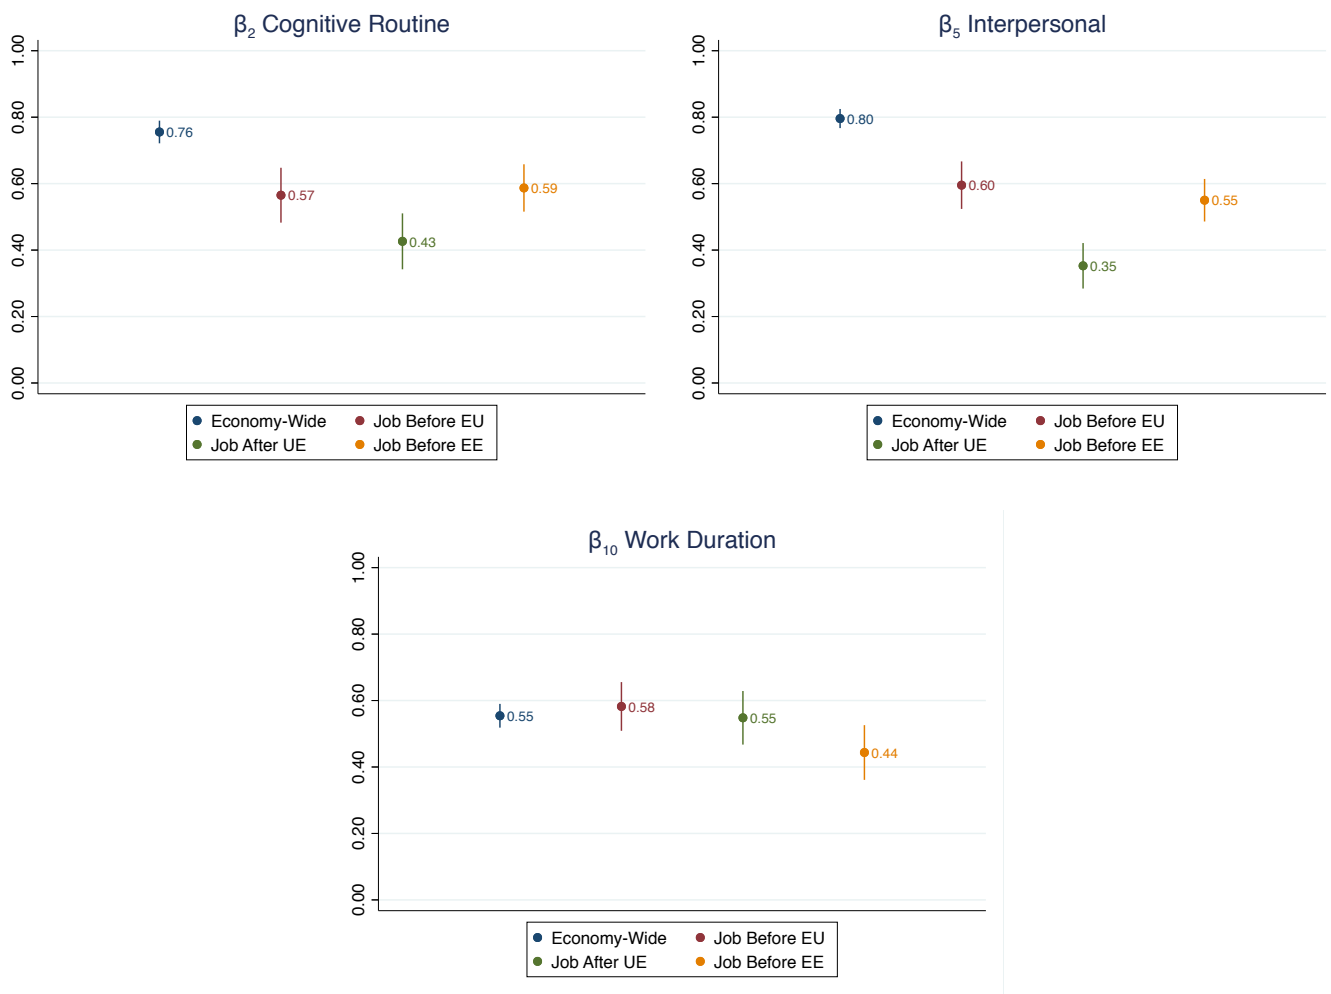 β2 Cognitive Routine
1.00
0.80
0.60
0.40
0.20
0.00
0.76
0.57
0.43
0.59
Economy-Wide
Job Before EU
Job After UE
Job Before EE
β5 Interpersonal
1.00
0.80
0.60
0.40
0.20
0.00
0.80
0.60
0.35
0.55
Economy-Wide
Job Before EU
Job After UE
Job Before EE
β10 Work Duration
1.00
0.80
0.60
0.40
0.20
0.00
0.55
0.58
0.55
0.44
Economy-Wide
Job Before EU
Job After UE
Job Before EE